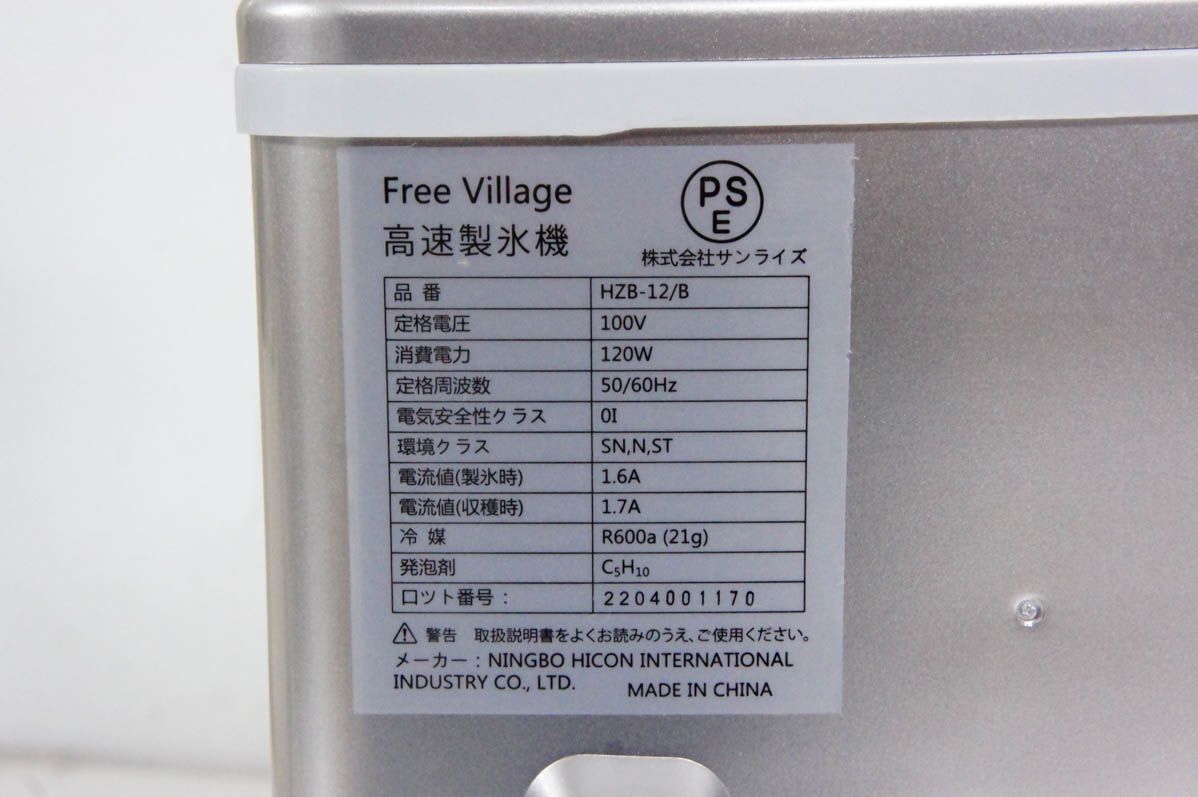 Free Village
高速製氷機
PS
E
株式会社サンライズ
品 番 HZB-12/B
定格電圧 100V
消費電力 120W
定格周波数 50/60Hz
電気安全性クラス 0I
環境クラス SN,N,ST
電流値(製氷時) 1.6A
電流値(収穫時) 1.7A
冷 媒 R600a (21g)
発泡剤 C₅H₁₀
ロット番号： 2204001170
警告 取扱説明書をよくお読みのうえ、ご使用ください。
メーカー：NINGBO HICON INTERNATIONAL
INDUSTRY CO., LTD. MADE IN CHINA